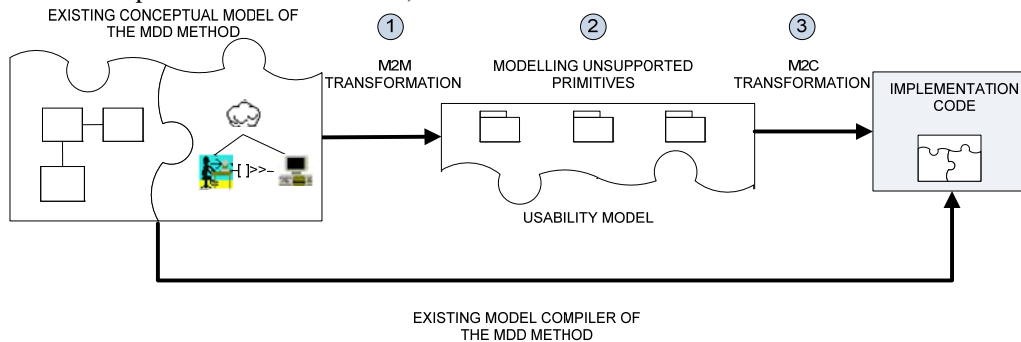 EXISTING CONCEPTUAL MODEL OF
THE MDD METHOD
1
M2M
TRANSFORMATION
2
MODELLING UNSUPPORTED
PRIMITIVES
3
M2C
TRANSFORMATION
IMPLEMENTATION
CODE
[ ]>>
USABILITY MODEL
EXISTING MODEL COMPILER OF
THE MDD METHOD